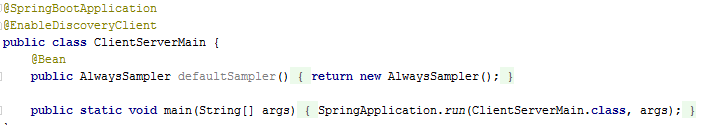 @SpringBootApplication
@EnableDiscoveryClient
public class ClientServerMain {
@Bean
public AlwaysSampler defaultSampler() { return new AlwaysSampler(); }
public static void main(String[] args) { SpringApplication.run(ClientServerMain.class, args); }